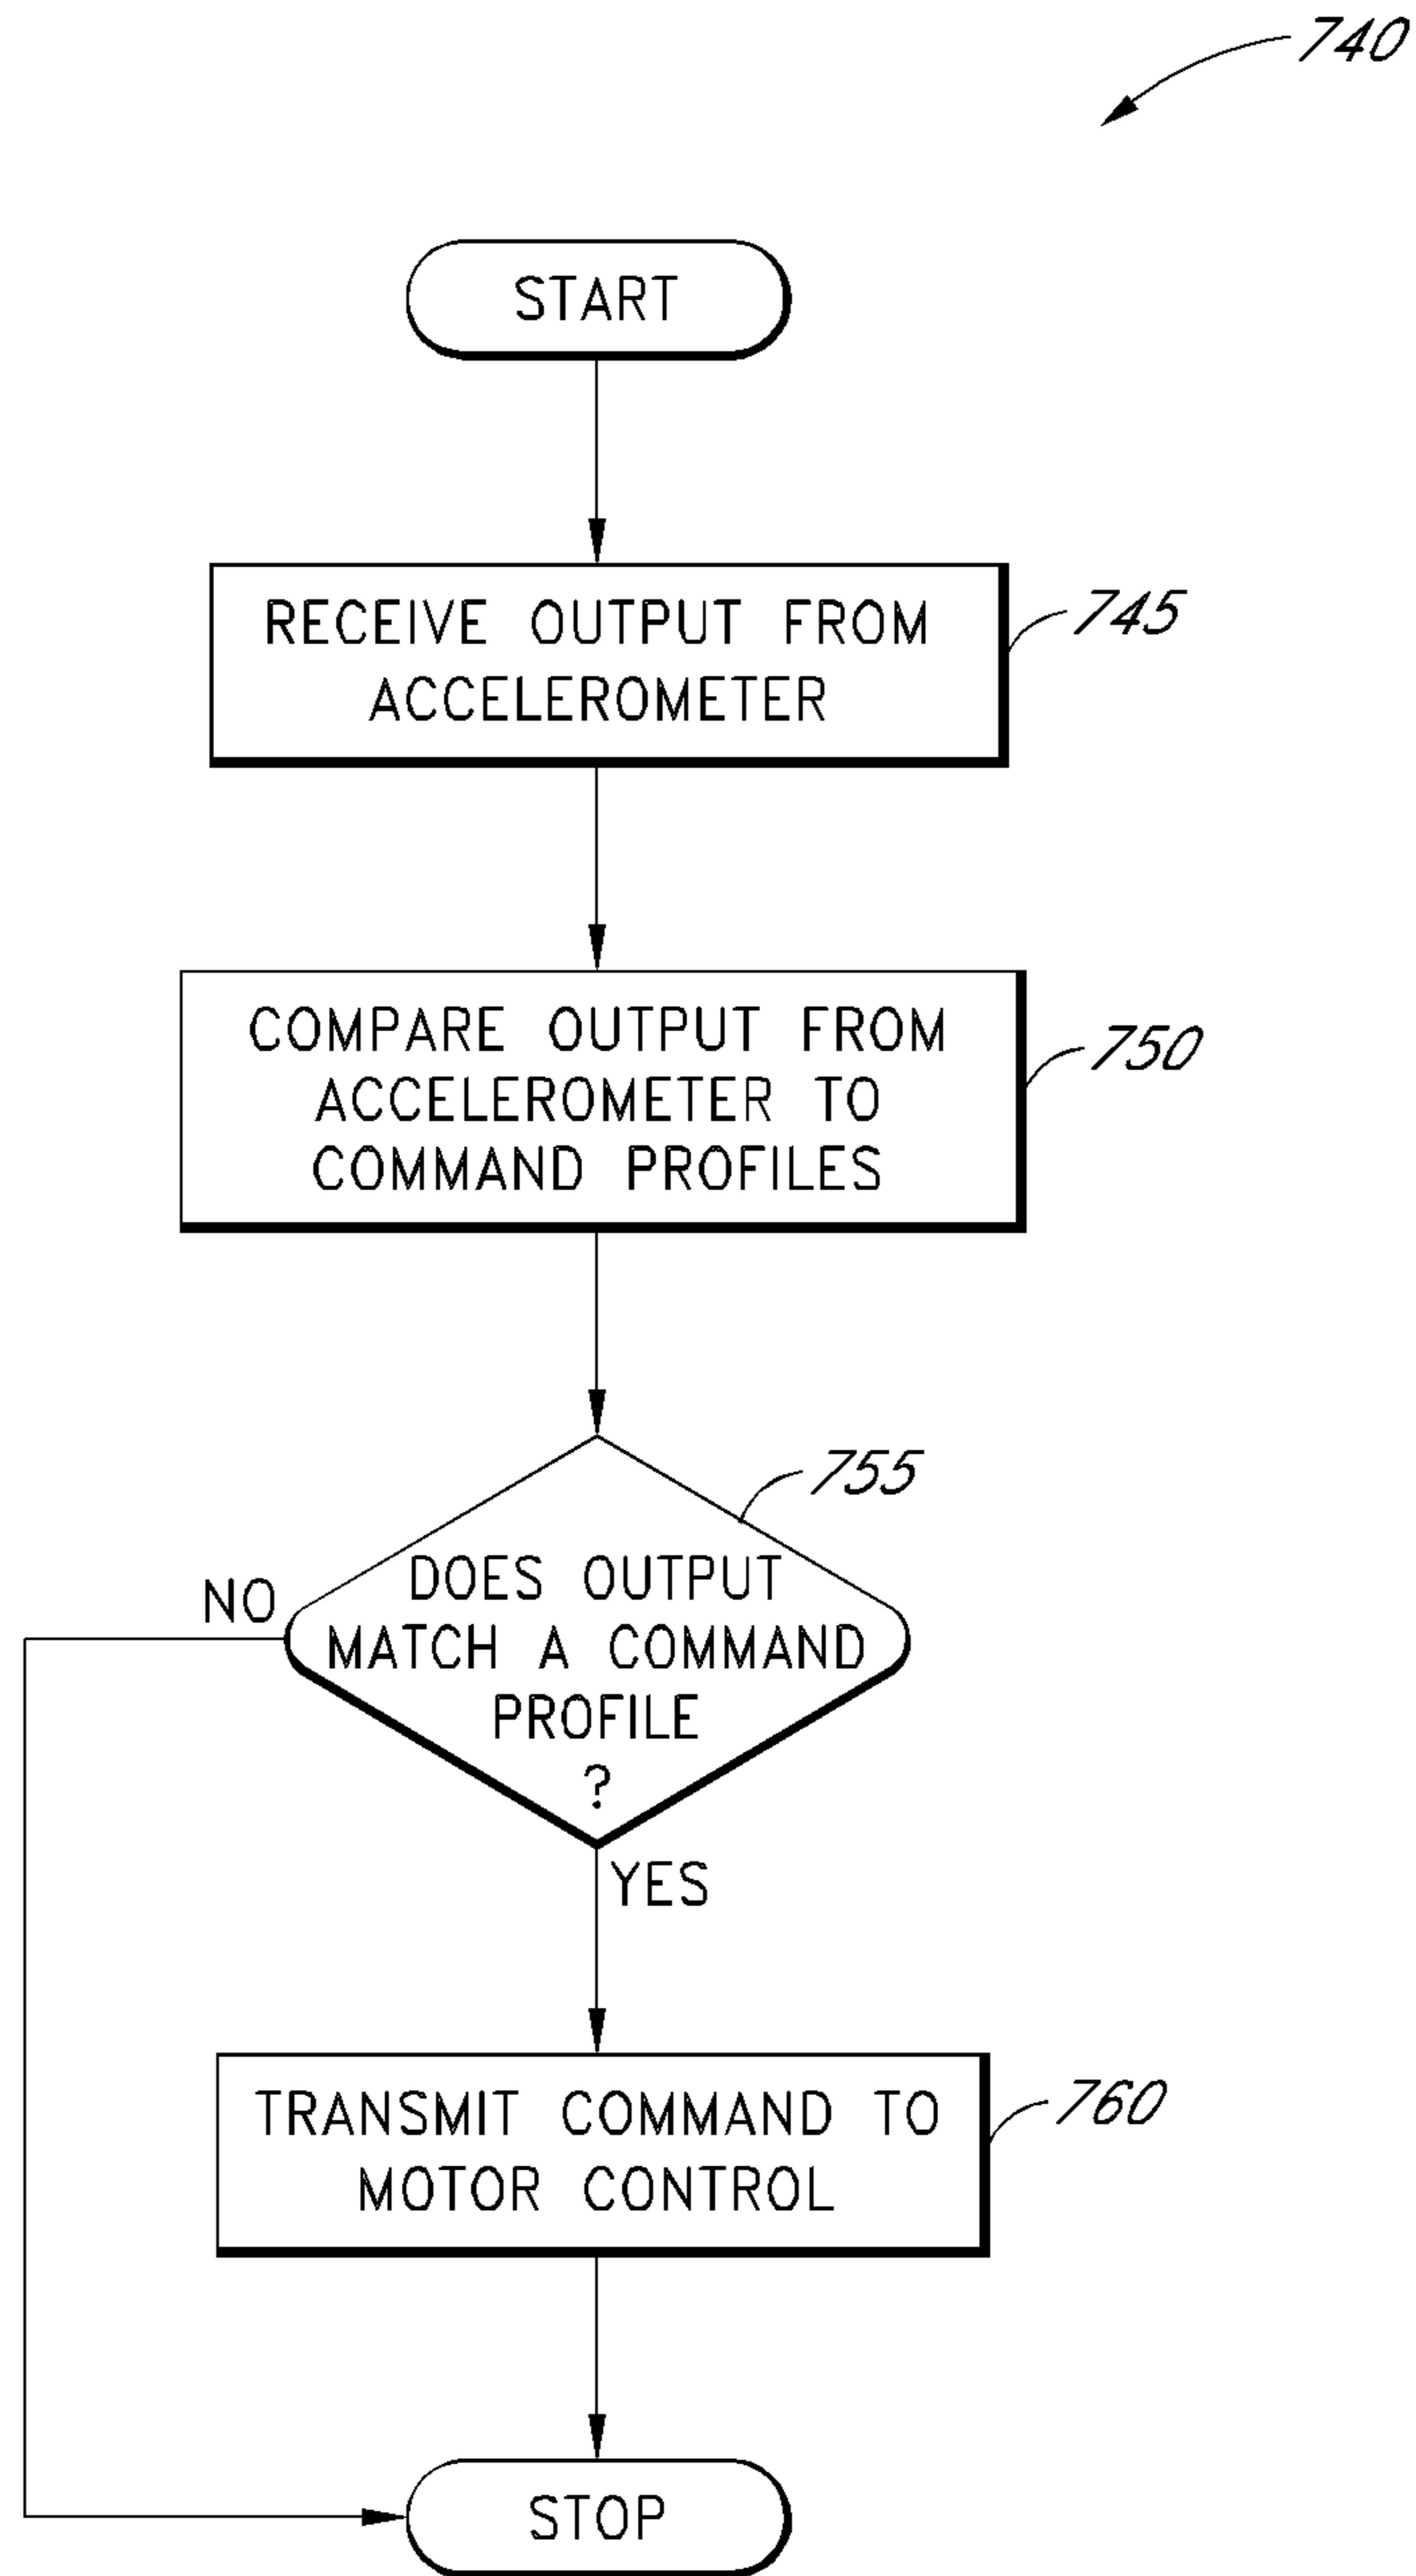 740
START
RECEIVE OUTPUT FROM
ACCELEROMETER
745
COMPARE OUTPUT FROM
ACCELEROMETER TO
COMMAND PROFILES
750
755
DOES OUTPUT
MATCH A COMMAND
PROFILE
?
NO
YES
TRANSMIT COMMAND TO
MOTOR CONTROL
760
STOP